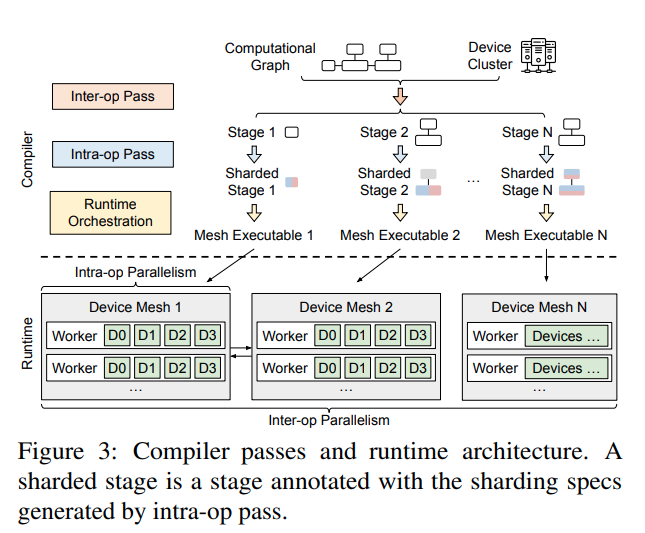 Computational
Graph
Device
Cluster
Inter-op Pass
Compiler
Intra-op Pass
Runtime
Orchestration
Stage 1
Stage 2
Stage N
Sharded
Stage 1
Sharded
Stage 2
...
Sharded
Stage N
Mesh Executable 1
Mesh Executable 2
Mesh Executable N
Intra-op Parallelism
Runtime
Device Mesh 1
Worker D0 D1 D2 D3
Worker D0 D1 D2 D3
...
Device Mesh 2
Worker D0 D1 D2 D3
Worker D0 D1 D2 D3
...
Device Mesh N
Worker Devices ...
Worker Devices ...
...
Inter-op Parallelism
Figure 3: Compiler passes and runtime architecture. A
sharded stage is a stage annotated with the sharding specs
generated by intra-op pass.